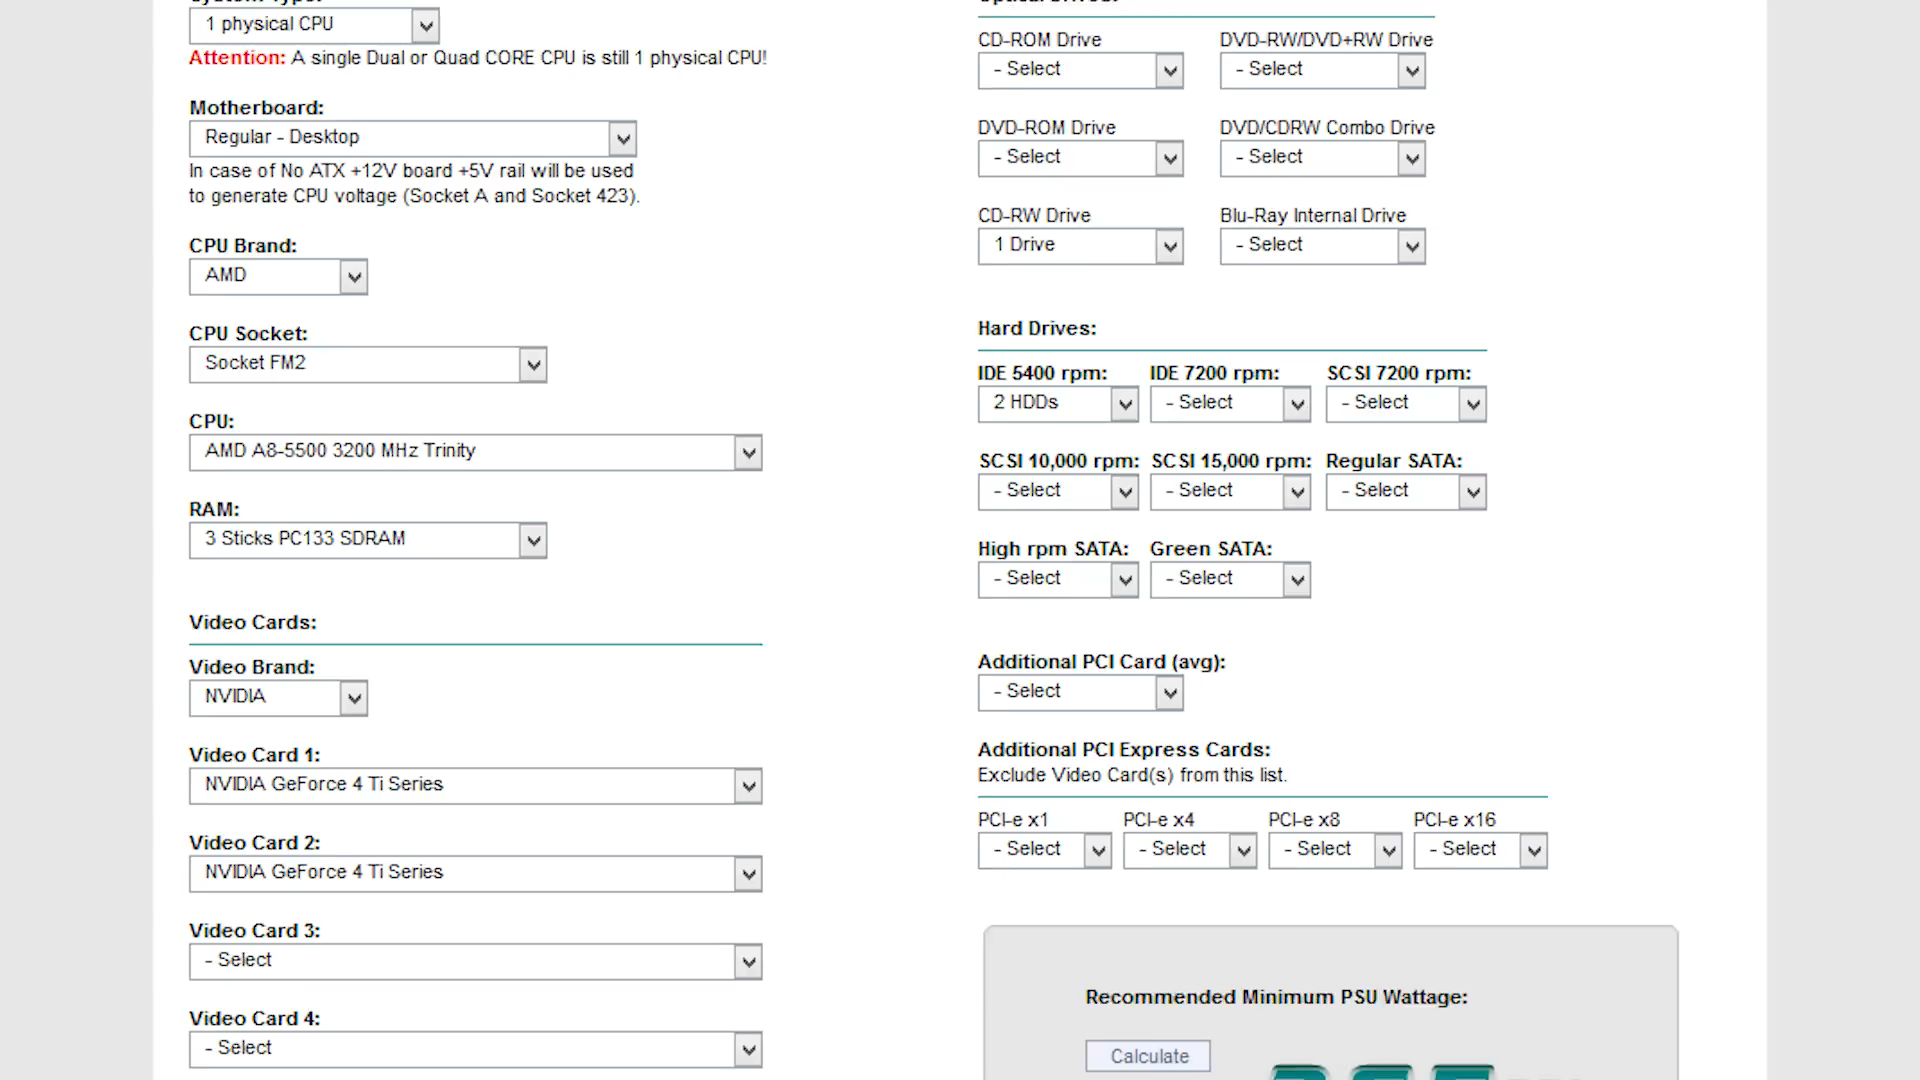 1 physical CPU
Attention: A single Dual or Quad CORE CPU is still 1 physical CPU!
Motherboard:
Regular - Desktop
In case of No ATX +12V board +5V rail will be used
to generate CPU voltage (Socket A and Socket 423).
CPU Brand:
AMD
CPU Socket:
Socket FM2
CPU:
AMD A8-5500 3200 MHz Trinity
RAM:
3 Sticks PC133 SDRAM
Video Cards:
Video Brand:
NVIDIA
Video Card 1:
NVIDIA GeForce 4 Ti Series
Video Card 2:
NVIDIA GeForce 4 Ti Series
Video Card 3:
- Select
Video Card 4:
- Select
CD-ROM Drive DVD-RW/DVD+RW Drive
- Select - Select
DVD-ROM Drive DVD/CDRW Combo Drive
- Select - Select
CD-RW Drive Blu-Ray Internal Drive
1 Drive - Select
Hard Drives:
IDE 5400 rpm: IDE 7200 rpm: SCSI 7200 rpm:
2 HDDs - Select - Select
SCSI 10,000 rpm: SCSI 15,000 rpm: Regular SATA:
- Select - Select - Select
High rpm SATA: Green SATA:
- Select - Select
Additional PCI Card (avg):
- Select
Additional PCI Express Cards:
Exclude Video Card(s) from this list.
PCI-e x1 PCI-e x4 PCI-e x8 PCI-e x16
- Select - Select - Select - Select
Recommended Minimum PSU Wattage:
Calculate